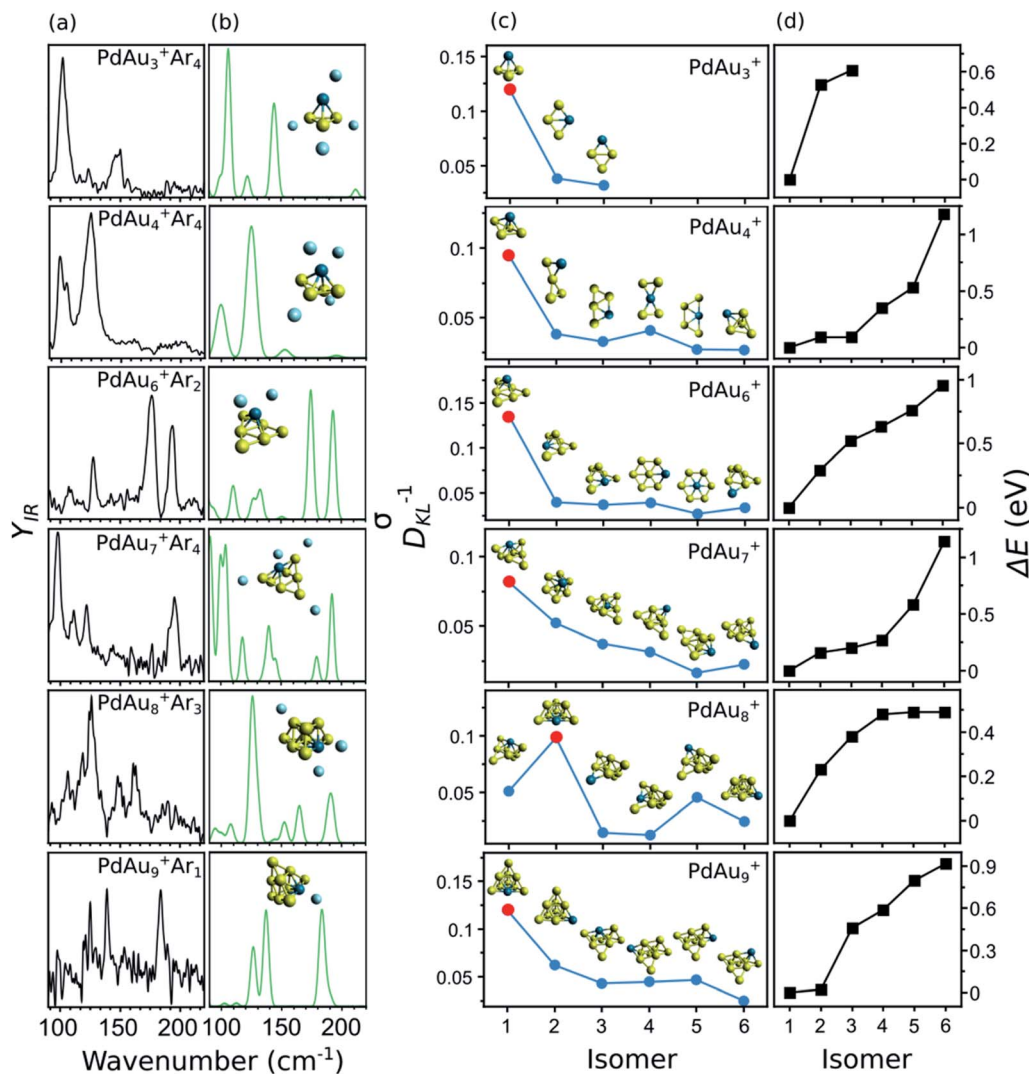 (a) (b) (c) (d)
PdAu₃⁺Ar₄
PdAu₄⁺Ar₄
PdAu₆⁺Ar₂
PdAu₇⁺Ar₄
PdAu₈⁺Ar₃
PdAu₉⁺Ar₁
Y_IR
σ
100 150 200 100 150 200
Wavenumber (cm⁻¹)
PdAu₃⁺
0.15
0.1
0.05
PdAu₄⁺
0.1
0.05
PdAu₆⁺
0.15
0.1
0.05
PdAu₇⁺
0.1
0.05
PdAu₈⁺
0.1
0.05
PdAu₉⁺
0.15
0.1
0.05
D_KL⁻¹
1 2 3 4 5 6
Isomer
0.6
0.4
0.2
0
1
0.5
0
1
0.5
0
1
0.5
0
0.4
0.2
0
0.9
0.6
0.3
0
ΔE (eV)
1 2 3 4 5 6
Isomer